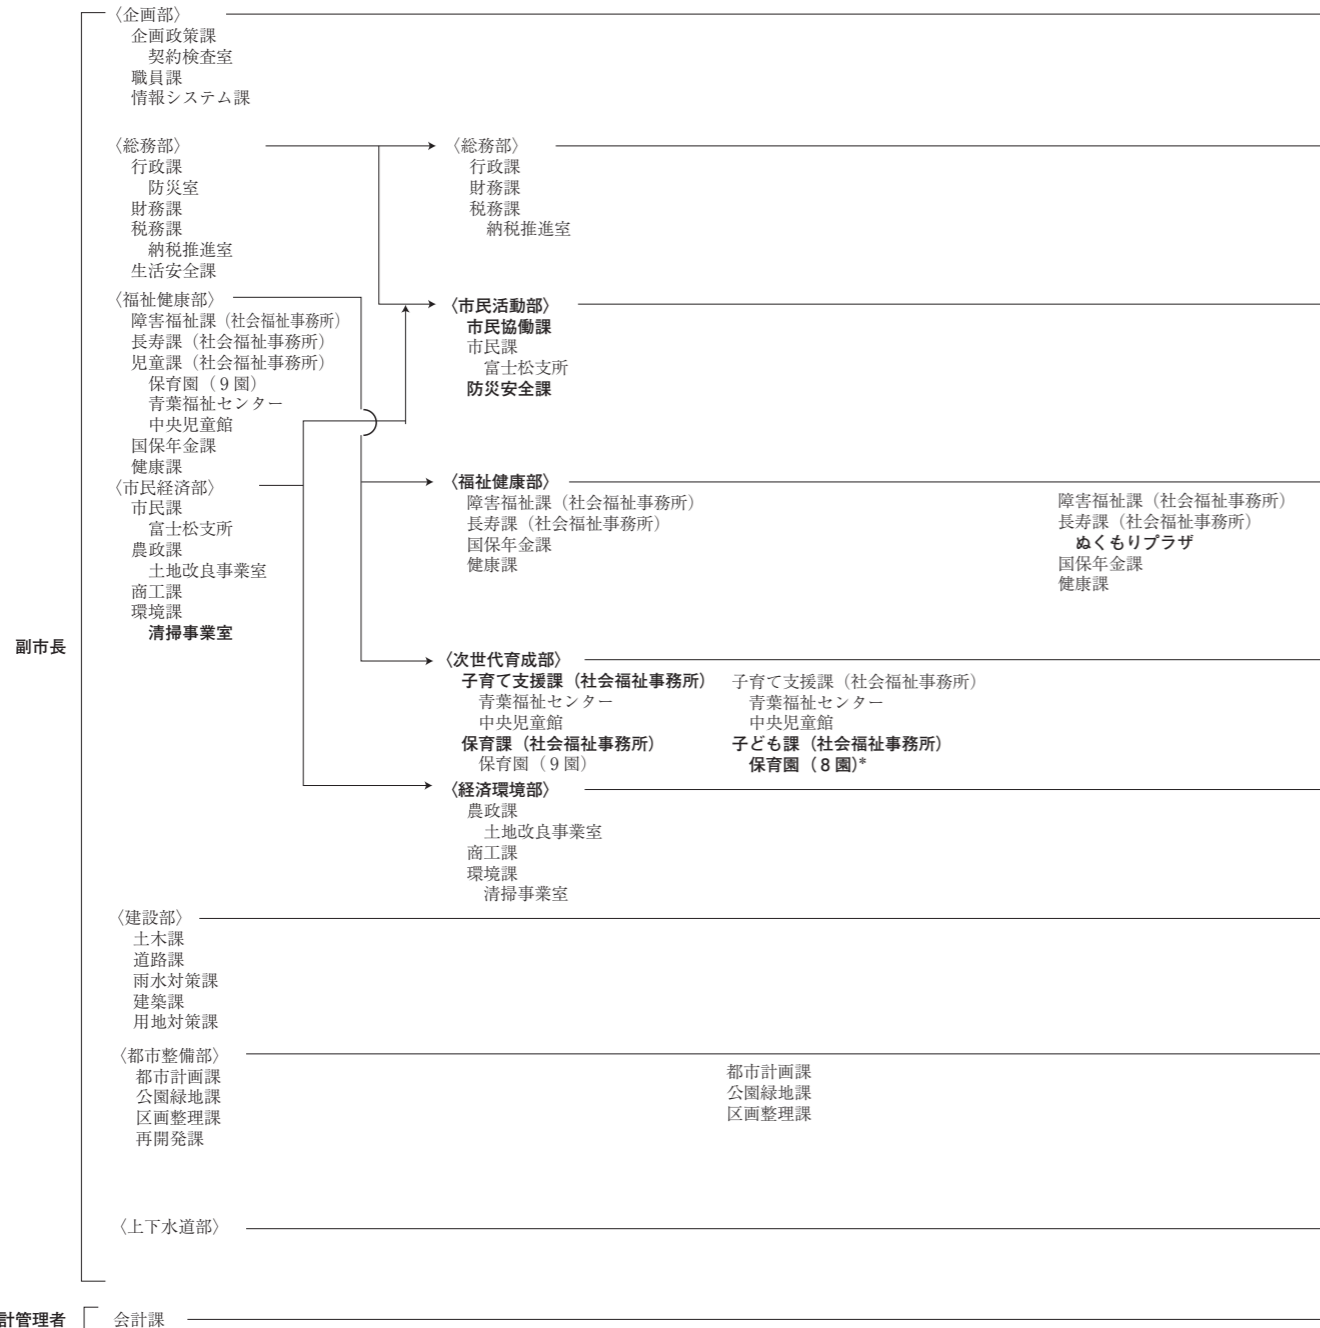 〈企画部〉
企画政策課
契約検査室
職員課
情報システム課
〈総務部〉
行政課
防災室
財務課
税務課
納税推進室
生活安全課
〈福祉健康部〉
障害福祉課（社会福祉事務所）
長寿課（社会福祉事務所）
児童課（社会福祉事務所）
保育園（９園）
青葉福祉センター
中央児童館
国保年金課
健康課
〈市民経済部〉
市民課
富士松支所
農政課
土地改良事業室
商工課
環境課
清掃事業室
副市長
〈建設部〉
土木課
道路課
雨水対策課
建築課
用地対策課
〈都市整備部〉
都市計画課
公園緑地課
区画整理課
再開発課
〈上下水道部〉
計管理者
会計課
〈総務部〉
行政課
財務課
税務課
納税推進室
〈市民活動部〉
市民協働課
市民課
富士松支所
防災安全課
〈福祉健康部〉
障害福祉課（社会福祉事務所）
長寿課（社会福祉事務所）
国保年金課
健康課
〈次世代育成部〉
子育て支援課（社会福祉事務所）
青葉福祉センター
中央児童館
保育課（社会福祉事務所）
保育園（９園）
〈経済環境部〉
農政課
土地改良事業室
商工課
環境課
清掃事業室
子育て支援課（社会福祉事務所）
青葉福祉センター
中央児童館
子ども課（社会福祉事務所）
保育園（８園）*
都市計画課
公園緑地課
区画整理課
障害福祉課（社会福祉事務所）
長寿課（社会福祉事務所）
ぬくもりプラザ
国保年金課
健康課